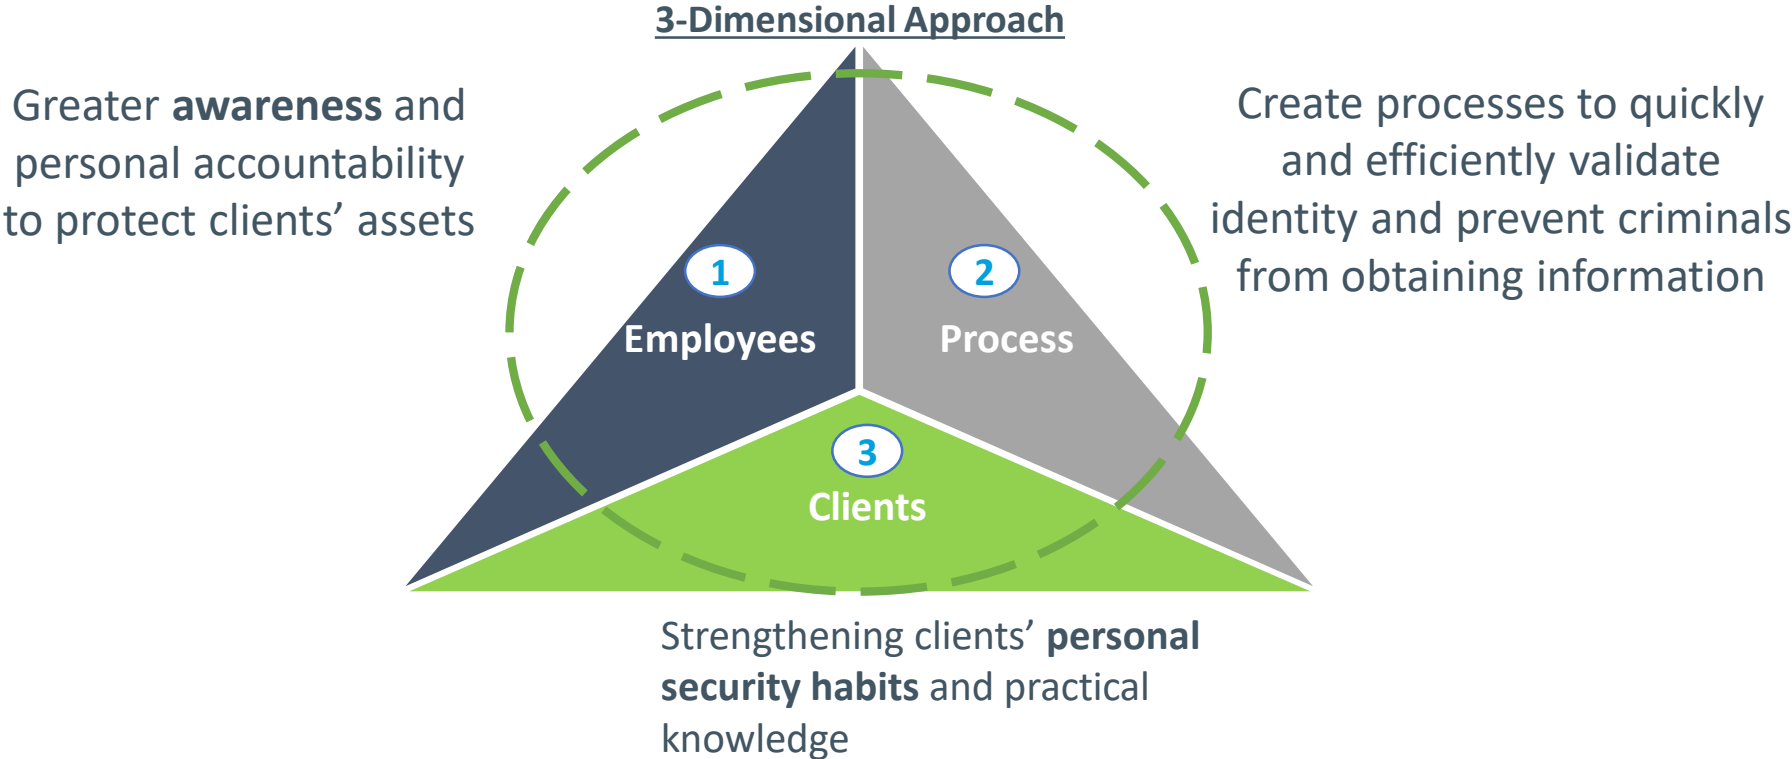 3-Dimensional Approach
Greater awareness and
personal accountability
to protect clients’ assets
Create processes to quickly
and efficiently validate
identity and prevent criminals
from obtaining information
1
Employees
2
Process
3
Clients
Strengthening clients’ personal
security habits and practical
knowledge